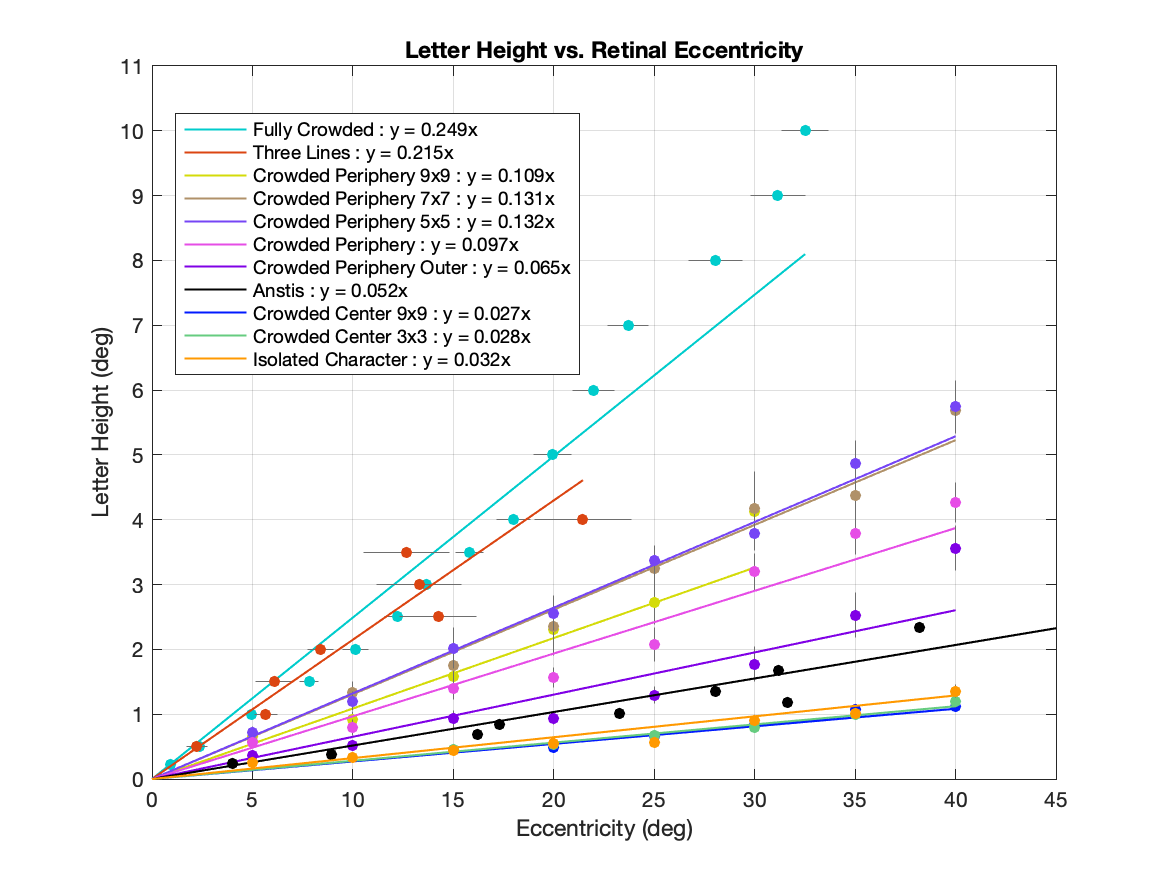 Letter Height vs. Retinal Eccentricity
11
10
9
8
7
6
5
4
3
2
1
0
Letter Height (deg)
Fully Crowded : y = 0.249x
Three Lines : y = 0.215x
Crowded Periphery 9x9 : y = 0.109x
Crowded Periphery 7x7 : y = 0.131x
Crowded Periphery 5x5 : y = 0.132x
Crowded Periphery : y = 0.097x
Crowded Periphery Outer : y = 0.065x
Anstis : y = 0.052x
Crowded Center 9x9 : y = 0.027x
Crowded Center 3x3 : y = 0.028x
Isolated Character : y = 0.032x
0 5 10 15 20 25 30 35 40 45
Eccentricity (deg)